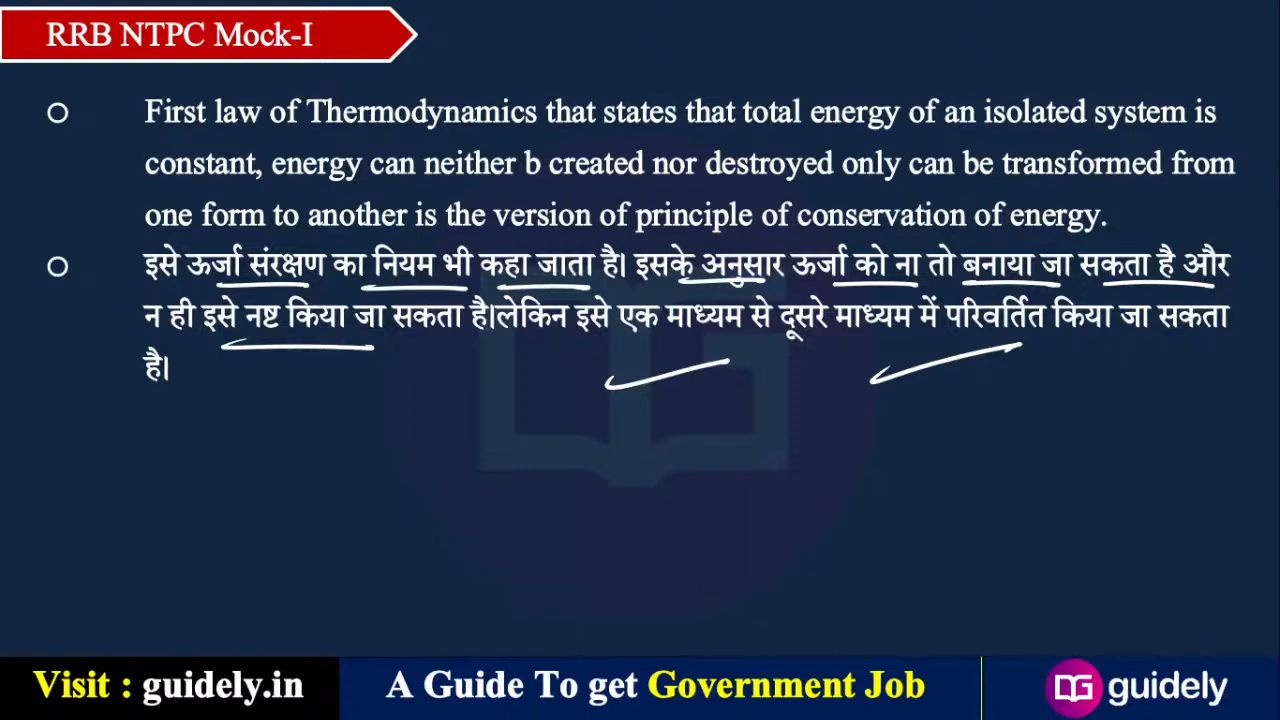 RRB NTPC Mock-I
First law of Thermodynamics that states that total energy of an isolated system is
constant, energy can neither b created nor destroyed only can be transformed from
one form to another is the version of principle of conservation of energy.
इसे ऊर्जा संरक्षण का नियम भी कहा जाता है। इसके अनुसार ऊर्जा को ना तो बनाया जा सकता है और
न ही इसे नष्ट किया जा सकता है।लेकिन इसे एक माध्यम से दूसरे माध्यम में परिवर्तित किया जा सकता
है।
Visit : guidely.in
A Guide To get Government Job
guidely